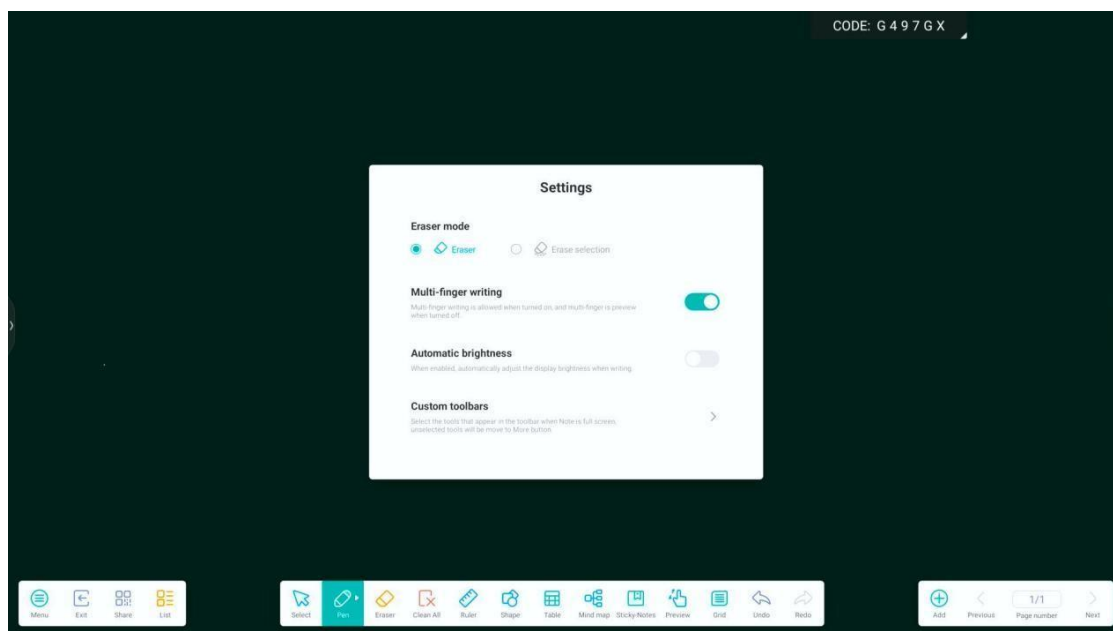 CODE: G 4 9 7 G X
Settings
Eraser mode
Eraser
Erase selection
Multi-finger writing
Multi-finger writing is allowed when turned on, and multi-finger is preview
when turned off.
Automatic brightness
When enabled, automatically adjust the display brightness when writing.
Custom toolbars
Select the tools that appear in the toolbar when Note is full screen,
unselected tools will be move to More button
Menu
Exit
Share
List
Select
Pen
Eraser
Clean All
Ruler
Shape
Table
Mind map
Sticky Notes
Preview
Grid
Undo
Redo
Add
Previous
1/1
Page number
Next